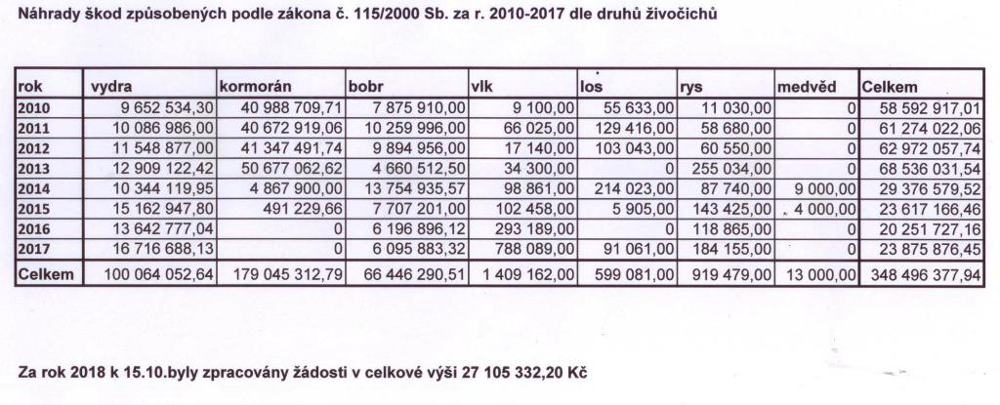 Náhrady škod způsobených podle zákona č. 115/2000 Sb. za r. 2010-2017 dle druhů živočichů
rok vydra kormorán bobr vlk los rys medvěd Celkem
2010 9 652 534,30 40 988 709,71 7 875 910,00 9 100,00 55 633,00 11 030,00 0 58 592 917,01
2011 10 086 986,00 40 672 919,06 10 259 996,00 66 025,00 129 416,00 58 680,00 0 61 274 022,06
2012 11 548 877,00 41 347 491,74 9 894 956,00 17 140,00 103 043,00 60 550,00 0 62 972 057,74
2013 12 909 122,42 50 677 062,62 4 660 512,50 34 300,00 0 255 034,00 0 68 536 031,54
2014 10 344 119,95 4 867 900,00 13 754 935,57 98 861,00 214 023,00 87 740,00 9 000,00 29 376 579,52
2015 15 162 947,80 491 229,66 7 707 201,00 102 458,00 5 905,00 143 425,00 4 000,00 23 617 166,46
2016 13 642 777,04 0 6 196 896,12 293 189,00 0 118 865,00 0 20 251 727,16
2017 16 716 688,13 0 6 095 883,32 788 089,00 91 061,00 184 155,00 0 23 875 876,45
Celkem 100 064 052,64 179 045 312,79 66 446 290,51 1 409 162,00 599 081,00 919 479,00 13 000,00 348 496 377,94
Za rok 2018 k 15.10.byly zpracovány žádosti v celkové výši 27 105 332,20 Kč